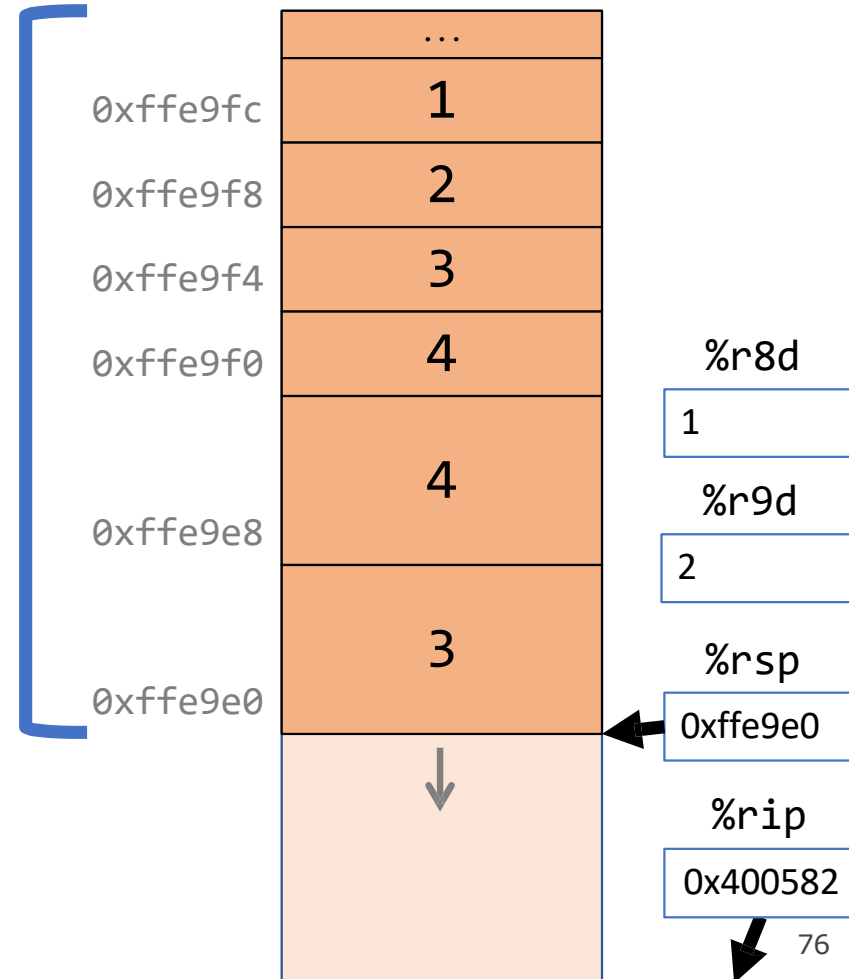 ...
0xffe9fc 1
0xffe9f8 2
0xffe9f4 3
0xffe9f0 4
%r8d
1
4
0xffe9e8
%r9d
2
3
0xffe9e0
%rsp
0xffe9e0
%rip
0x400582
76